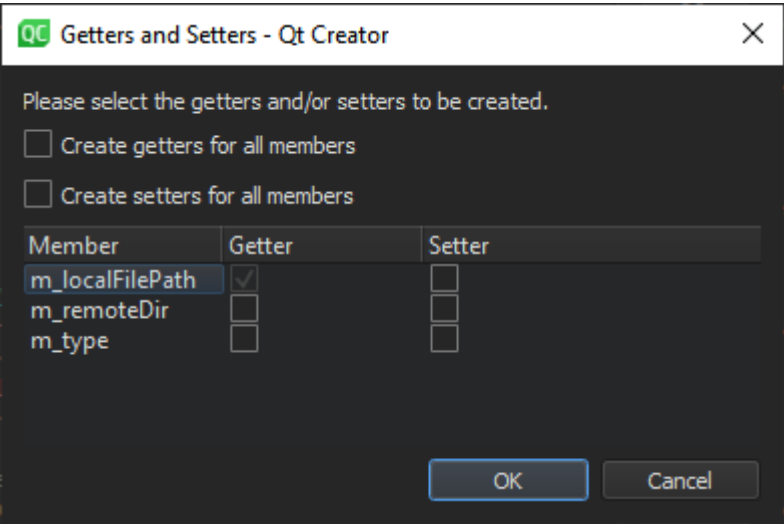 QC Getters and Setters - Qt Creator
Please select the getters and/or setters to be created.
Create getters for all members
Create setters for all members
Member Getter Setter
m_localFilePath
m_remoteDir
m_type
OK Cancel